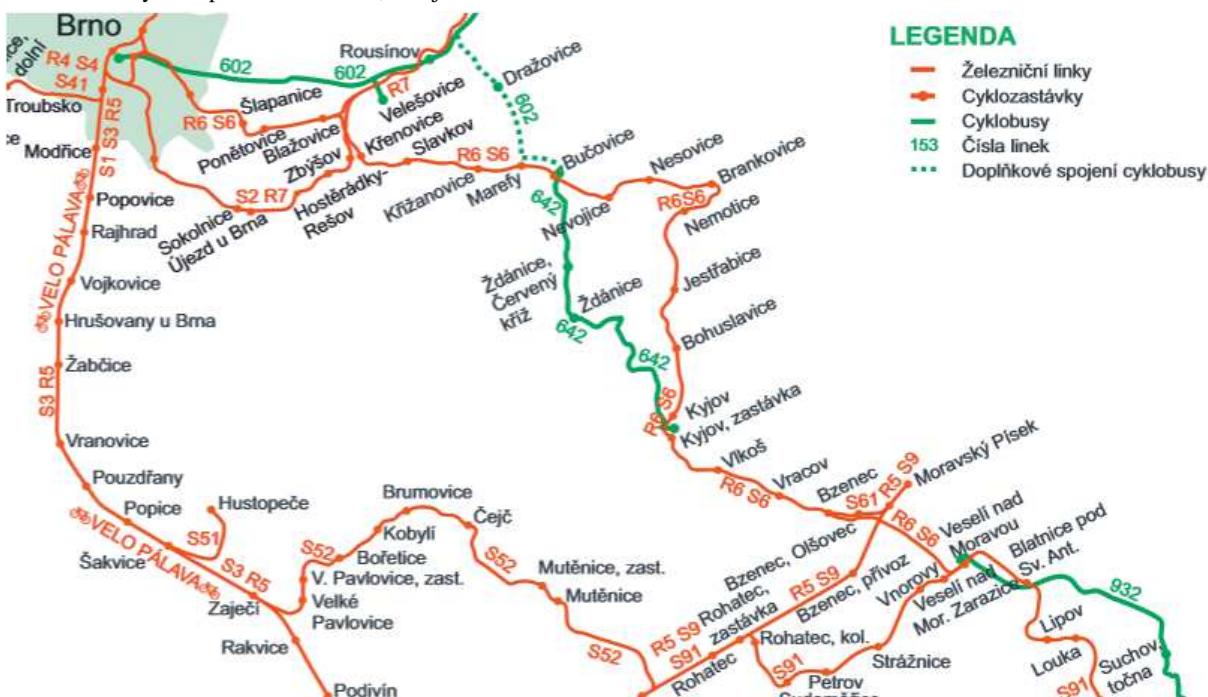 Brno
ice,
dolní
R4 S4
S41
Troubsko
ce
Modřice
S1 S3 R5
602
602
Rousínov
R7
Dražovice
602
Šlapanice
R6 S6
Ponětovice
Blažovice
Zbýšov
Velešovice
Křenovice
Slavkov
R6 S6
Hostěrádky-
Rešov
S2 R7
Sokolnice
Újezd u Brna
Křižanovice
Marefy
Bučovice
642
Nevojice
Nesovice
Brankovice
R6S6
Nemotice
Jestřabice
Bohuslavice
Ždánice,
Červený
kříž
Ždánice
642
642
R6 S6
Kyjov
Kyjov, zastávka
LEGENDA
Železniční linky
Cyklozastávky
Cyklobusy
153 Čísla linek
Doplňkové spojení cyklobusy
Popovice
Rajhrad
VELO PÁLAVA
Vojkovice
Hrušovany u Brna
Žabčice
S3 R5
Vranovice
Pouzdřany
Popice
VELO PÁLAVA
Šakvice
Hustopeče
S51
S3 R5
Zaječí
Rakvice
Podivín
S52
Brumovice
Kobylí
Bořetice
V. Pavlovice, zast.
Velké
Pavlovice
Čejč
S52
Mutěnice, zast.
Mutěnice
S52
Vlkoš
R6 S6
Vracov
Bzenec
S61
R5 S9
Moravský Písek
R6 S6
Bzenec, Olšovec
R5 S9
Bzenec, přívoz
R5 S9
S91
Rohatec,
zastávka
Rohatec
Rohatec, kol.
S91
Petrov
Strážnice
Vnorovy
Veselí nad
Mor. Zarazice
Veselí nad
Moravou
Blatnice pod
Sv. Ant.
932
Lipov
Louka
S91
Suchov,
točna